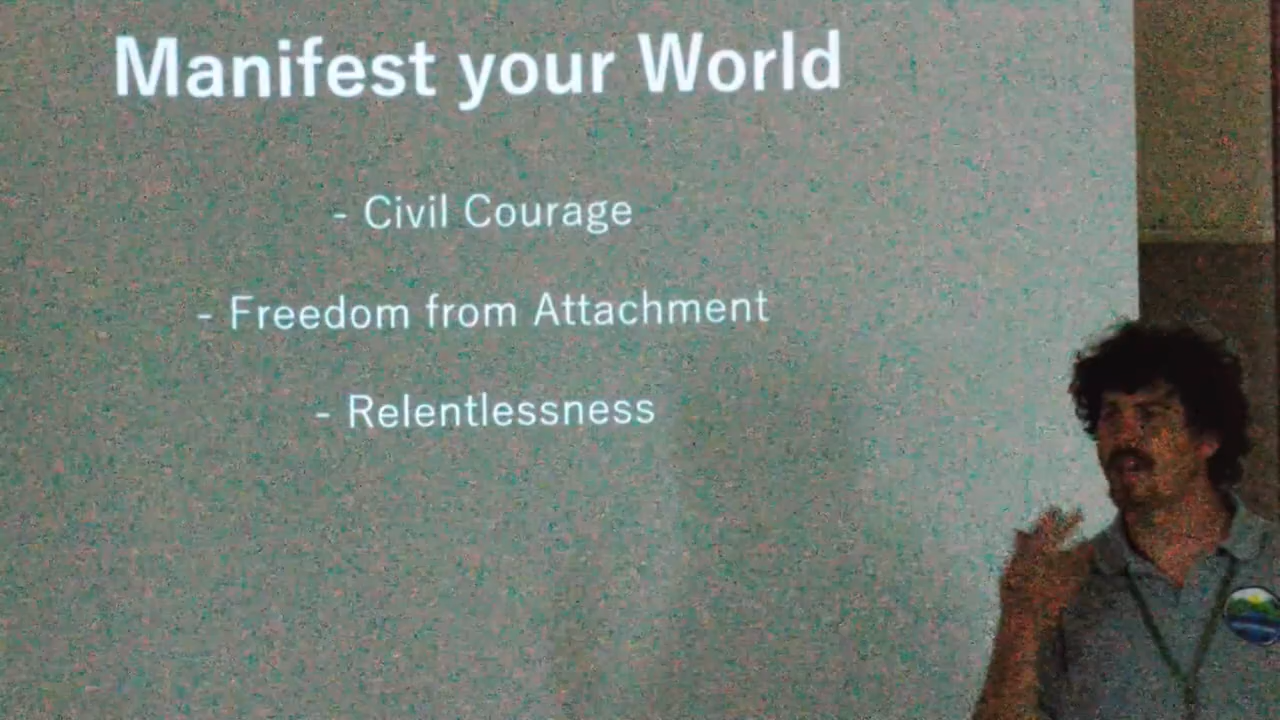 Manifest your World
- Civil Courage
- Freedom from Attachment
- Relentlessness